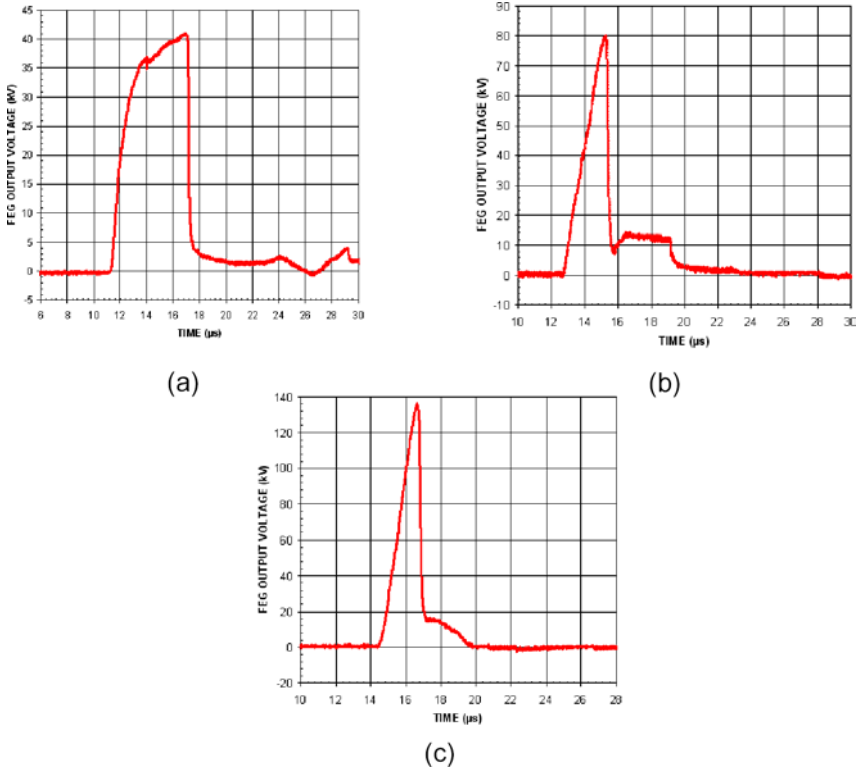 FEG OUTPUT VOLTAGE (kV)
45
40
35
30
25
20
15
10
5
0
-5
6 8 10 12 14 16 18 20 22 24 26 28 30
TIME (µs)
(a)
FEG OUTPUT VOLTAGE (kV)
90
80
70
60
50
40
30
20
10
0
-10
10 12 14 16 18 20 22 24 26 28 30
TIME (µs)
(b)
FEG OUTPUT VOLTAGE (kV)
140
120
100
80
60
40
20
0
-20
10 12 14 16 18 20 22 24 26 28
TIME (µs)
(c)